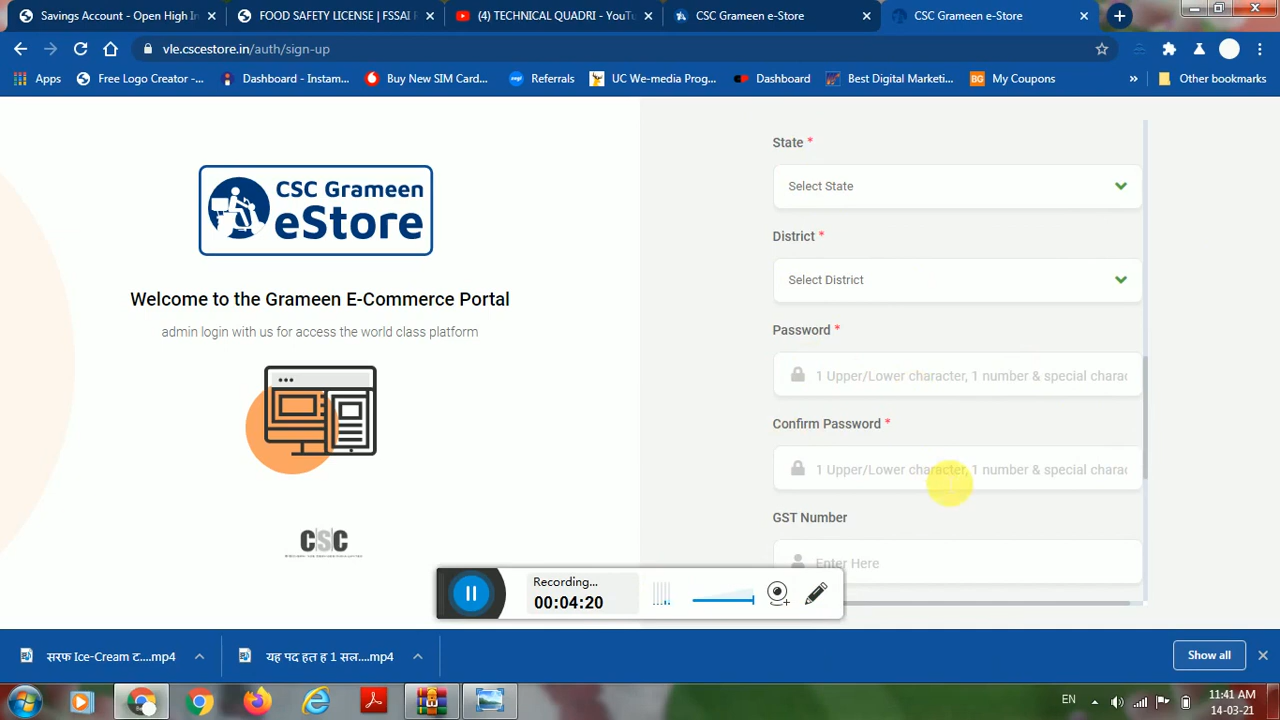 Savings Account - Open High In
FOOD SAFETY LICENSE | FSSAI R
(4) TECHNICAL QUADRI - YouTu
CSC Grameen e-Store
CSC Grameen e-Store
vle.cscestore.in/auth/sign-up
Apps
Free Logo Creator -...
Dashboard - Instam...
Buy New SIM Card...
Referrals
UC We-media Prog...
Dashboard
Best Digital Marketi...
BG My Coupons
»
Other bookmarks
CSC Grameen
eStore
Welcome to the Grameen E-Commerce Portal
admin login with us for access the world class platform
CSC
State *
Select State
District *
Select District
Password *
1 Upper/Lower character, 1 number & special charac
Confirm Password *
1 Upper/Lower character, 1 number & special charac
GST Number
Enter Here
Recording...
00:04:20
सरफ Ice-Cream ट....mp4
यह पद हत ह 1 सल....mp4
Show all
EN
11:41 AM
14-03-21